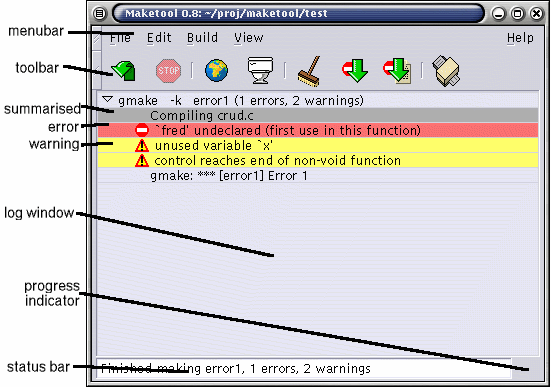 Maketool 0.8: ~/proj/maketool/test
menubar
File Edit Build View Help
toolbar
STOP
gmake -k error1 (1 errors, 2 warnings)
summarised
Compiling crud.c
error
`fred' undeclared (first use in this function)
warning
unused variable `x'
control reaches end of non-void function
gmake: *** [error1] Error 1
log window
progress
indicator
status bar
Finished making error1, 1 errors, 2 warnings